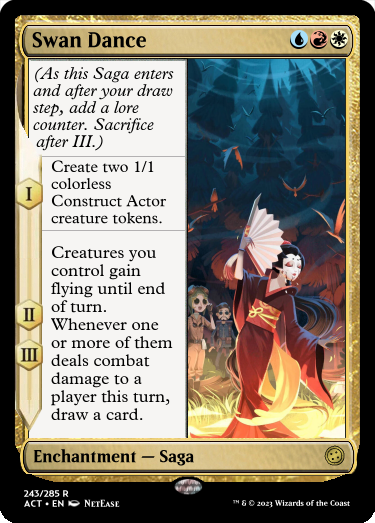 Swan Dance
(As this Saga enters
and after your draw
step, add a lore
counter. Sacrifice
after III.)
I
Create two 1/1
colorless
Construct Actor
creature tokens.
II
III
Creatures you
control gain
flying until end
of turn.
Whenever one
or more of them
deals combat
damage to a
player this turn,
draw a card.
Enchantment — Saga
243/285 R
ACT • EN NetEase
™ & © 2023 Wizards of the Coast